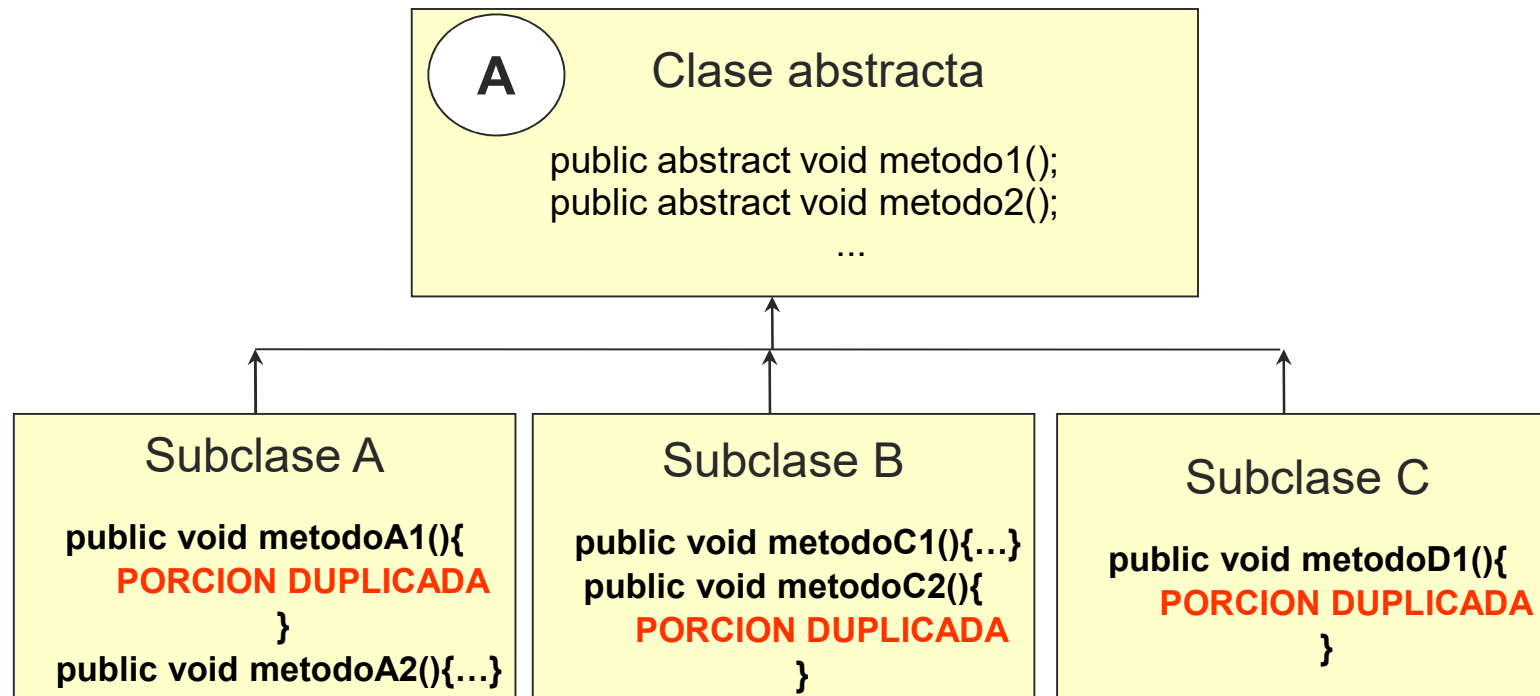 A
Clase abstracta
public abstract void metodo1();
public abstract void metodo2();
...
Subclase A
public void metodoA1(){
PORCION DUPLICADA
}
public void metodoA2(){…}
Subclase B
public void metodoC1(){…}
public void metodoC2(){
PORCION DUPLICADA
}
Subclase C
public void metodoD1(){
PORCION DUPLICADA
}